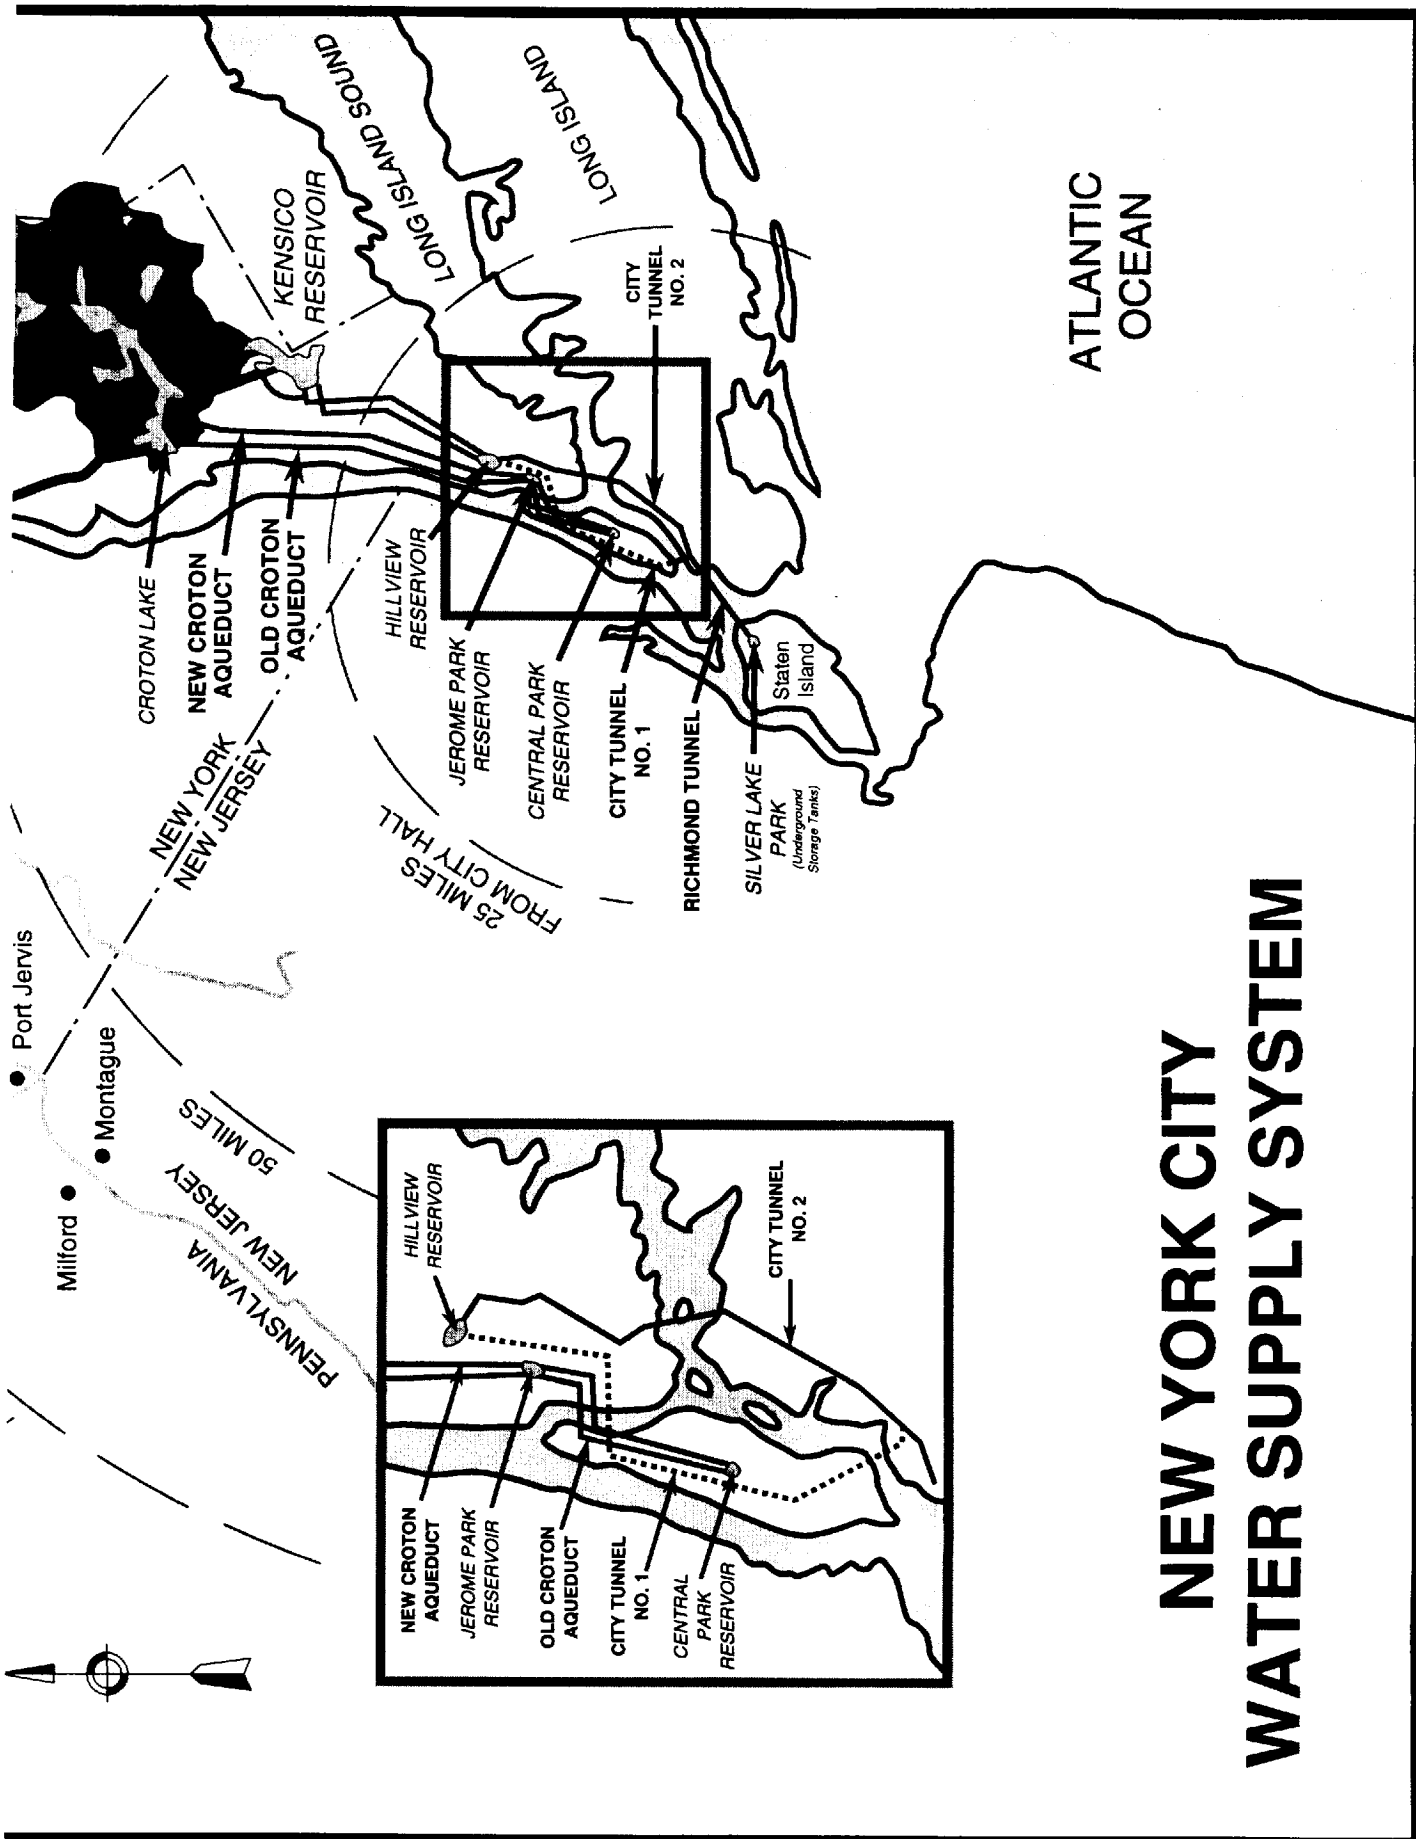 Port Jervis
Montague
Milford
50 MILES
NEW JERSEY
PENNSYLVANIA
NEW YORK
NEW JERSEY
25 MILES
FROM CITY HALL
CROTON LAKE
NEW CROTON
AQUEDUCT
OLD CROTON
AQUEDUCT
HILLVIEW
RESERVOIR
JEROME PARK
RESERVOIR
CENTRAL PARK
RESERVOIR
CITY TUNNEL
NO. 1
RICHMOND TUNNEL
SILVER LAKE
PARK
(Underground
Storage Tanks)
Staten
Island
KENSICO
RESERVOIR
LONG ISLAND SOUND
LONG ISLAND SOUND
LONG ISLAND
CITY
TUNNEL
NO. 2
ATLANTIC
OCEAN
HILLVIEW
RESERVOIR
NEW CROTON
AQUEDUCT
JEROME PARK
RESERVOIR
OLD CROTON
AQUEDUCT
CITY TUNNEL
NO. 1
CENTRAL
PARK
RESERVOIR
CITY TUNNEL
NO. 2
NEW YORK CITY
WATER SUPPLY SYSTEM